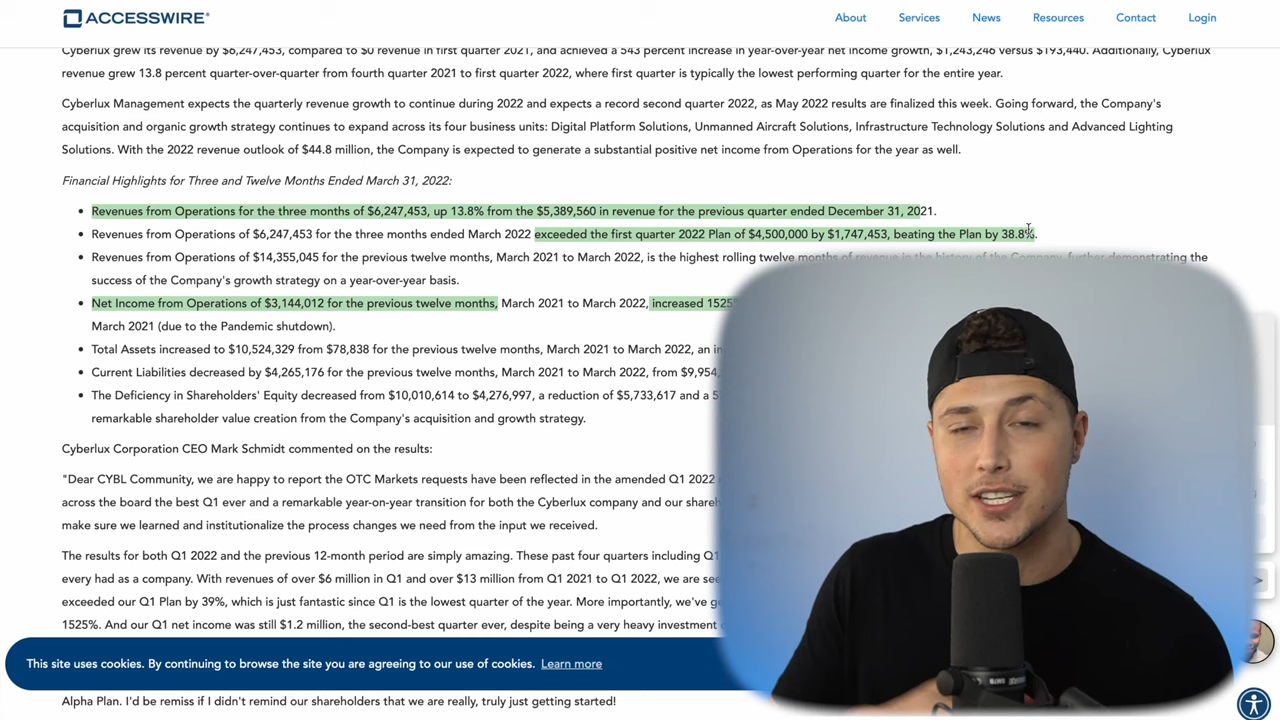 ACCESSWIRE®
About Services News Resources Contact Login
Cyberlux grew its revenue by $6,247,453, compared to $0 revenue in first quarter 2021, and achieved a 543 percent increase in year-over-year net income growth, $1,243,246 versus $193,440. Additionally, Cyberlux
revenue grew 13.8 percent quarter-over-quarter from fourth quarter 2021 to first quarter 2022, where first quarter is typically the lowest performing quarter for the entire year.
Cyberlux Management expects the quarterly revenue growth to continue during 2022 and expects a record second quarter 2022, as May 2022 results are finalized this week. Going forward, the Company's
acquisition and organic growth strategy continues to expand across its four business units: Digital Platform Solutions, Unmanned Aircraft Solutions, Infrastructure Technology Solutions and Advanced Lighting
Solutions. With the 2022 revenue outlook of $44.8 million, the Company is expected to generate a substantial positive net income from Operations for the year as well.
Financial Highlights for Three and Twelve Months Ended March 31, 2022:
• Revenues from Operations for the three months of $6,247,453, up 13.8% from the $5,389,560 in revenue for the previous quarter ended December 31, 2021.
• Revenues from Operations of $6,247,453 for the three months ended March 2022 exceeded the first quarter 2022 Plan of $4,500,000 by $1,747,453, beating the Plan by 38.8%.
• Revenues from Operations of $14,355,045 for the previous twelve months, March 2021 to March 2022, is the highest rolling twelve months of revenue in the history of the Company, further demonstrating the
success of the Company's growth strategy on a year-over-year basis.
• Net Income from Operations of $3,144,012 for the previous twelve months, March 2021 to March 2022, increased 1525
March 2021 (due to the Pandemic shutdown).
• Total Assets increased to $10,524,329 from $78,838 for the previous twelve months, March 2021 to March 2022, an
• Current Liabilities decreased by $4,265,176 for the previous twelve months, March 2021 to March 2022, from $9,954,
• The Deficiency in Shareholders' Equity decreased from $10,010,614 to $4,276,997, a reduction of $5,733,617 and a
remarkable shareholder value creation from the Company's acquisition and growth strategy.
Cyberlux Corporation CEO Mark Schmidt commented on the results:
"Dear CYBL Community, we are happy to report the OTC Markets requests have been reflected in the amended Q1 2022
across the board the best Q1 ever and a remarkable year-on-year transition for both the Cyberlux company and our
make sure we learned and institutionalize the process changes we need from the input we received.
The results for both Q1 2022 and the previous 12-month period are simply amazing. These past four quarters including Q1
every had as a company. With revenues of over $6 million in Q1 and over $13 million from Q1 2021 to Q1 2022, we are
exceeded our Q1 Plan by 39%, which is just fantastic since Q1 is the lowest quarter of the year. More importantly, we've
1525%. And our Q1 net income was still $1.2 million, the second-best quarter ever, despite being a very heavy investment
This site uses cookies. By continuing to browse the site you are agreeing to our use of cookies. Learn more
Alpha Plan. I'd be remiss if I didn't remind our shareholders that we are really, truly just getting started!